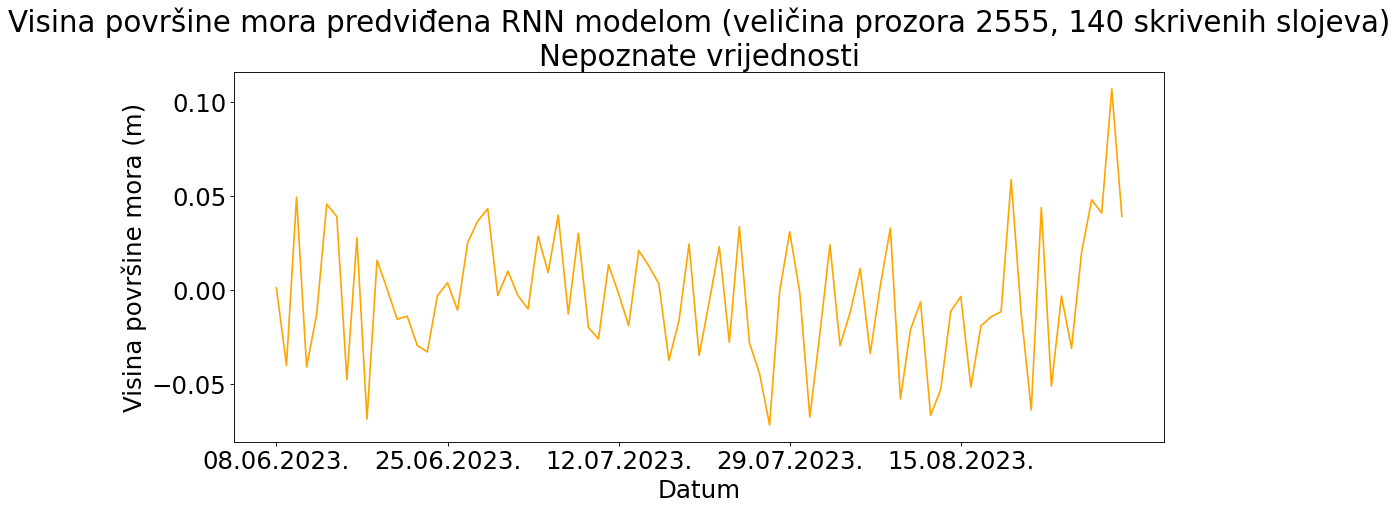 Visina površine mora predviđena RNN modelom (veličina prozora 2555, 140 skrivenih slojeva)
Nepoznate vrijednosti
Visina površine mora (m)
0.10
0.05
0.00
−0.05
08.06.2023. 25.06.2023. 12.07.2023. 29.07.2023. 15.08.2023.
Datum